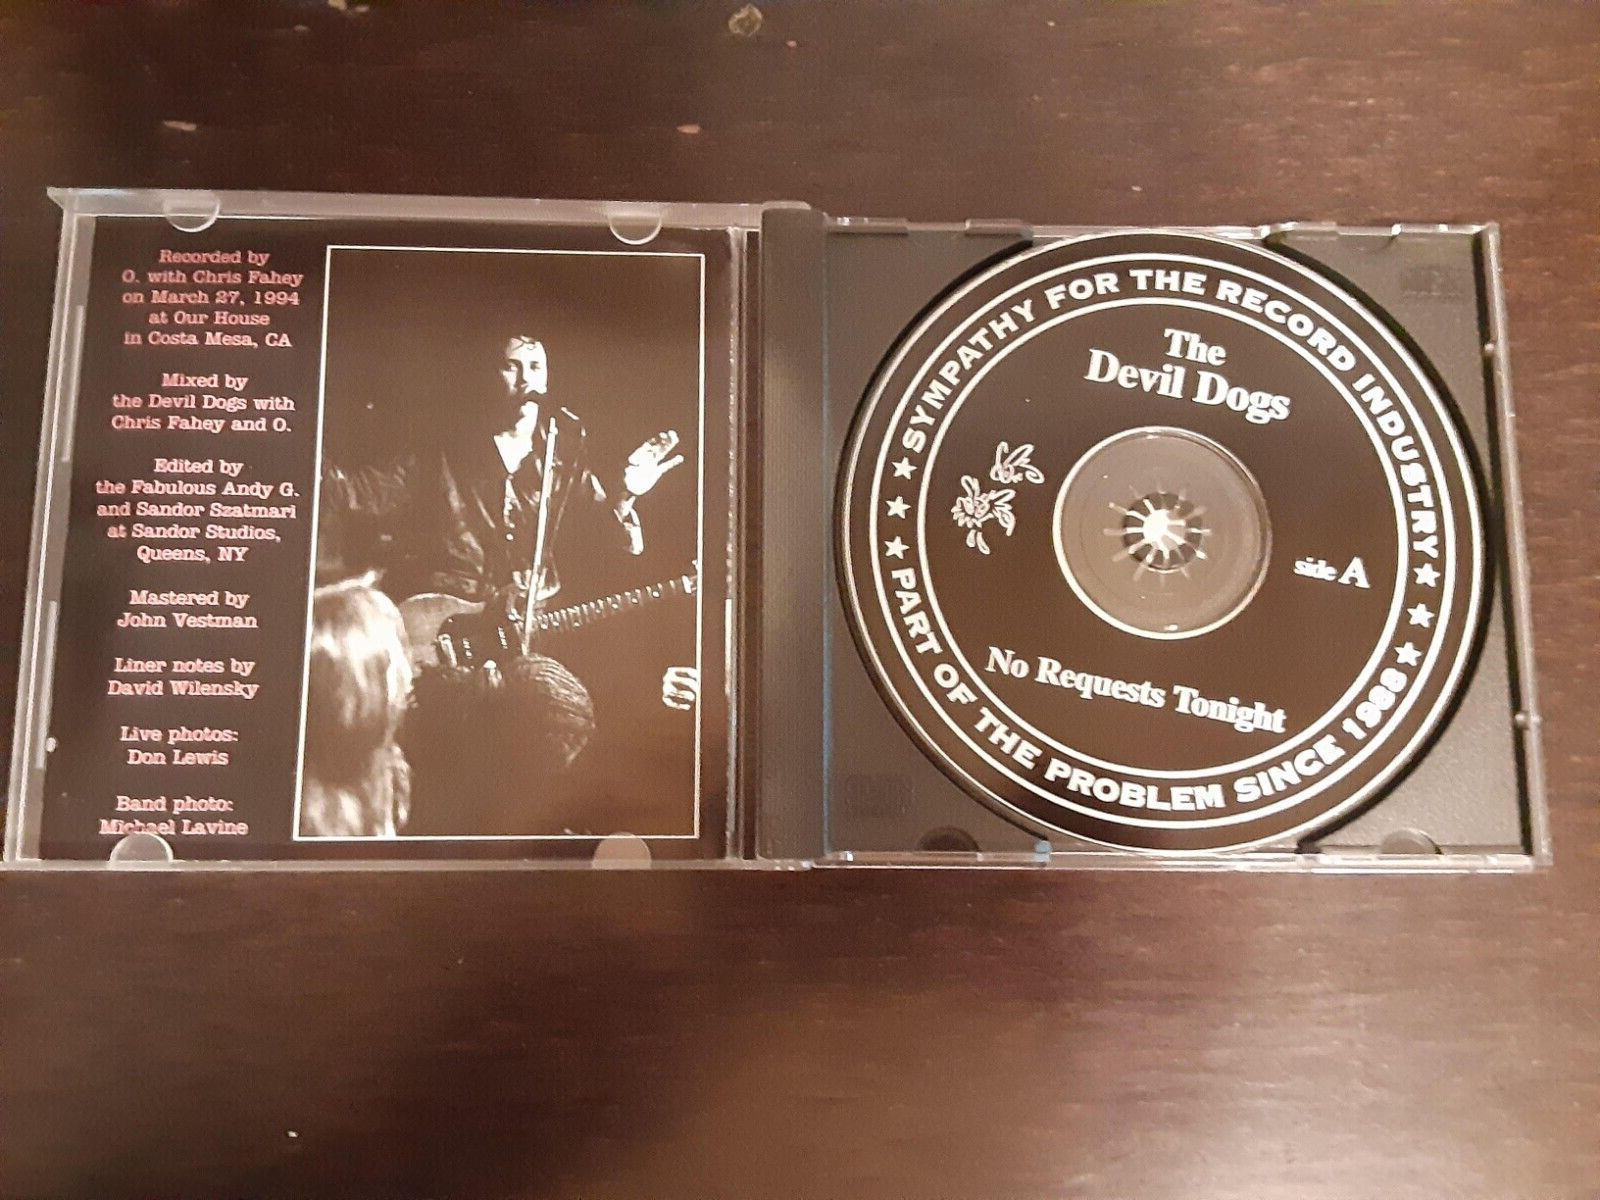 Recorded by
O. with Chris Fahey
on March 27, 1994
at Our House
in Costa Mesa, CA
Mixed by
the Devil Dogs with
Chris Fahey and O.
Edited by
the Fabulous Andy G.
and Sandor Szatmari
at Sandor Studios,
Queens, NY
Mastered by
John Vestman
Liner notes by
David Wilensky
Live photos:
Don Lewis
Band photo:
Michael Lavine
SYMPATHY FOR THE RECORD INDUSTRY
The
Devil Dogs
side A
No Requests Tonight
PART OF THE PROBLEM SINCE 1988